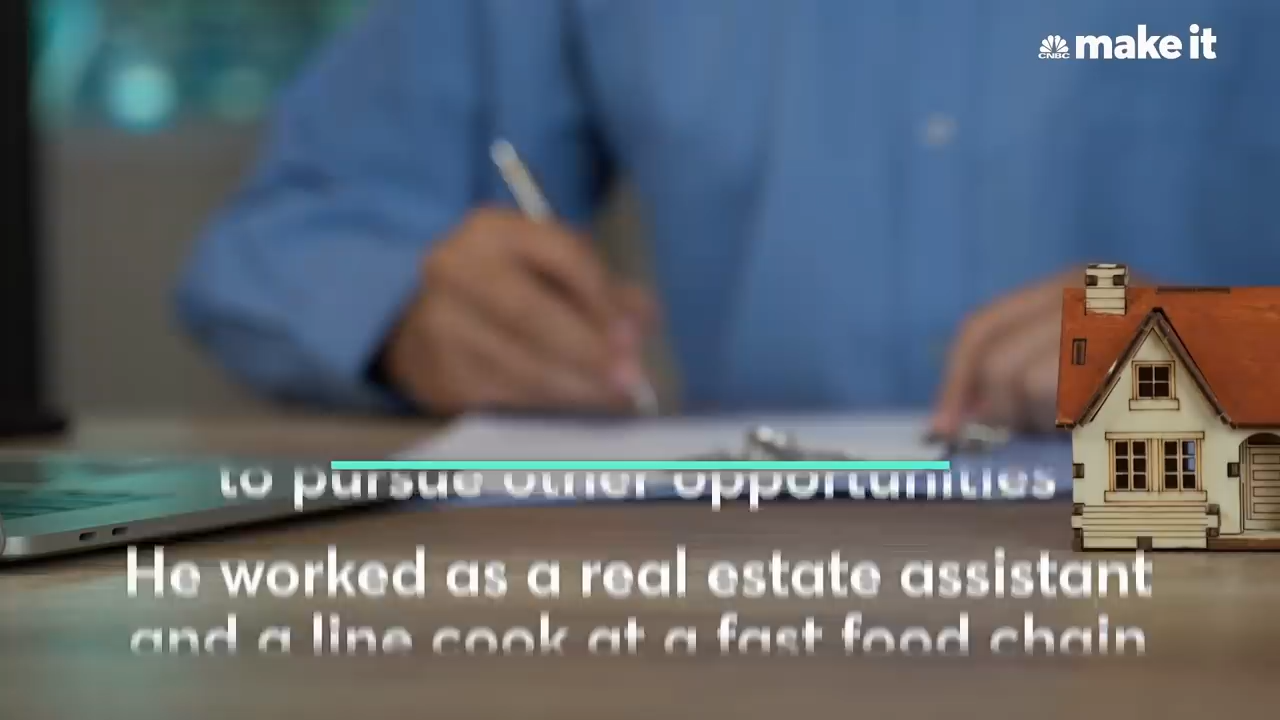 CNBC make it
to pursue other opportunities
He worked as a real estate assistant
and a line cook at a fast food chain